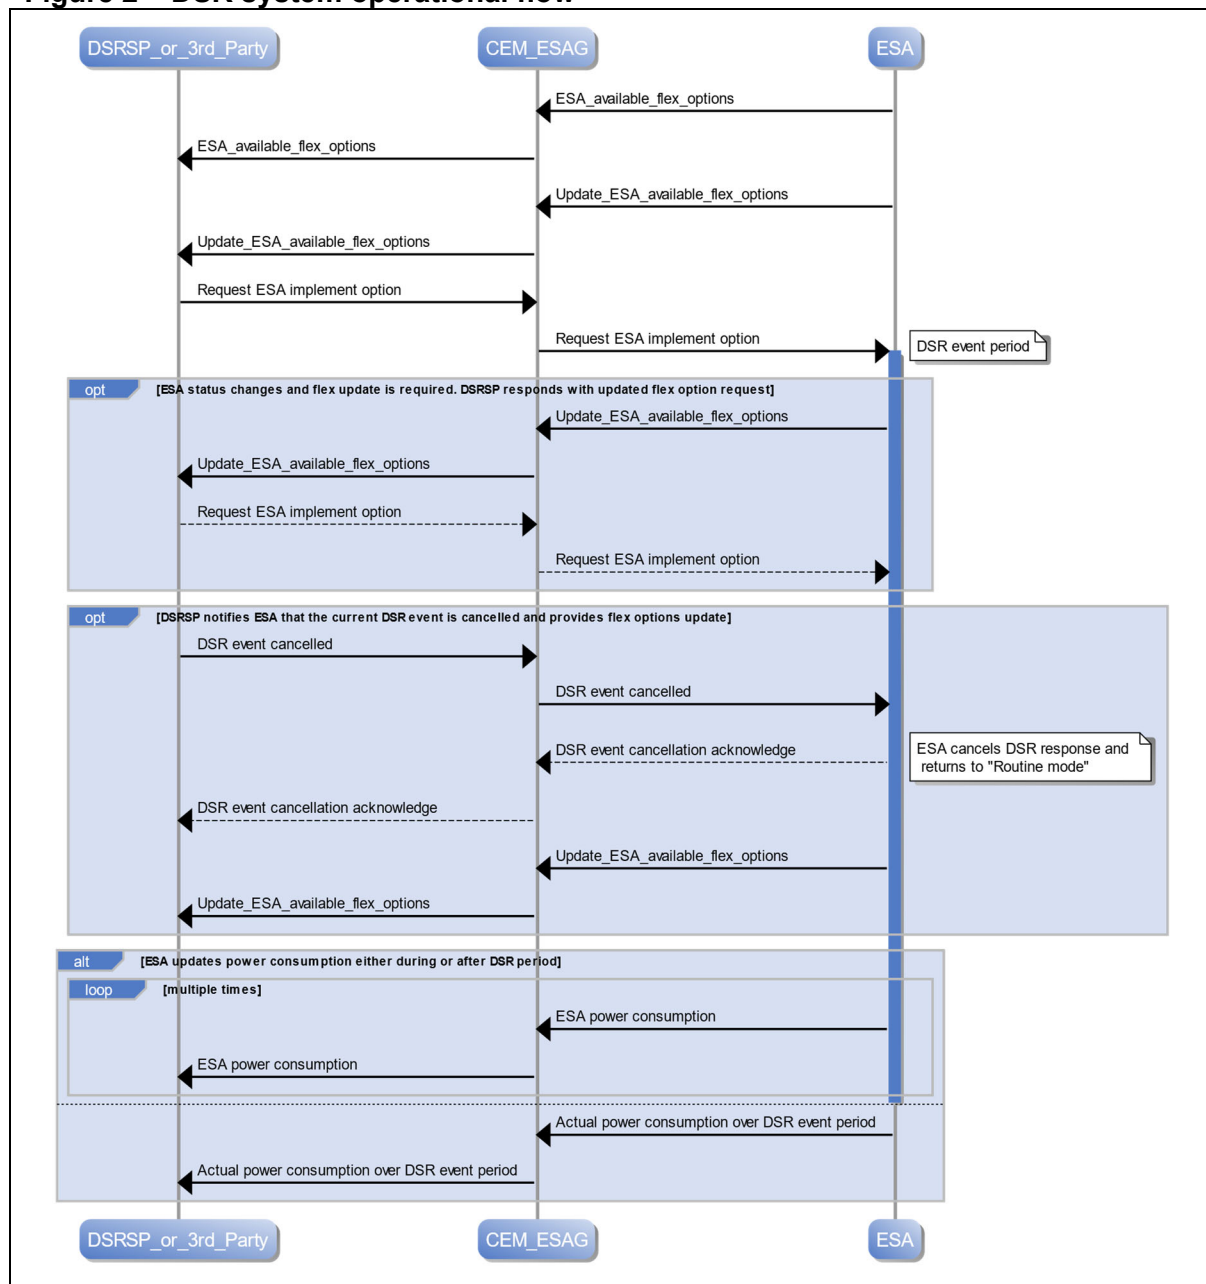 Figure 2 – DSR system operational flow
DSRSP_or_3rd_Party
CEM_ESAG
ESA
ESA_available_flex_options
ESA_available_flex_options
Update_ESA_available_flex_options
Update_ESA_available_flex_options
Request ESA implement option
Request ESA implement option
DSR event period
opt
[ESA status changes and flex update is required. DSRSP responds with updated flex option request]
Update_ESA_available_flex_options
Update_ESA_available_flex_options
Request ESA implement option
Request ESA implement option
opt
[DSRSP notifies ESA that the current DSR event is cancelled and provides flex options update]
DSR event cancelled
DSR event cancelled
DSR event cancellation acknowledge
ESA cancels DSR response and
returns to "Routine mode"
DSR event cancellation acknowledge
Update_ESA_available_flex_options
Update_ESA_available_flex_options
alt
[ESA updates power consumption either during or after DSR period]
loop
[multiple times]
ESA power consumption
ESA power consumption
Actual power consumption over DSR event period
Actual power consumption over DSR event period
DSRSP_or_3rd_Party
CEM_ESAG
ESA